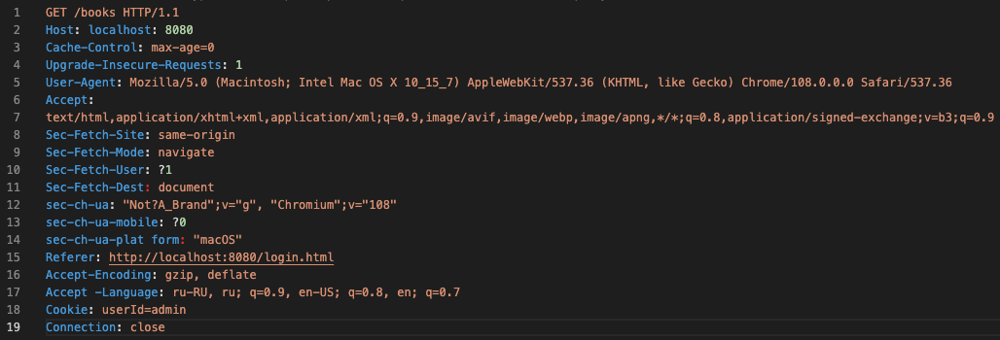 1 GET /books HTTP/1.1
2 Host: localhost: 8080
3 Cache-Control: max-age=0
4 Upgrade-Insecure-Requests: 1
5 User-Agent: Mozilla/5.0 (Macintosh; Intel Mac OS X 10_15_7) AppleWebKit/537.36 (KHTML, like Gecko) Chrome/108.0.0.0 Safari/537.36
6 Accept:
7 text/html,application/xhtml+xml,application/xml;q=0.9,image/avif,image/webp,image/apng,*/*;q=0.8,application/signed-exchange;v=b3;q=0.9
8 Sec-Fetch-Site: same-origin
9 Sec-Fetch-Mode: navigate
10 Sec-Fetch-User: ?1
11 Sec-Fetch-Dest: document
12 sec-ch-ua: "Not?A_Brand";v="g", "Chromium";v="108"
13 sec-ch-ua-mobile: ?0
14 sec-ch-ua-plat form: "macOS"
15 Referer: http://localhost:8080/login.html
16 Accept-Encoding: gzip, deflate
17 Accept -Language: ru-RU, ru; q=0.9, en-US; q=0.8, en; q=0.7
18 Cookie: userId=admin
19 Connection: close